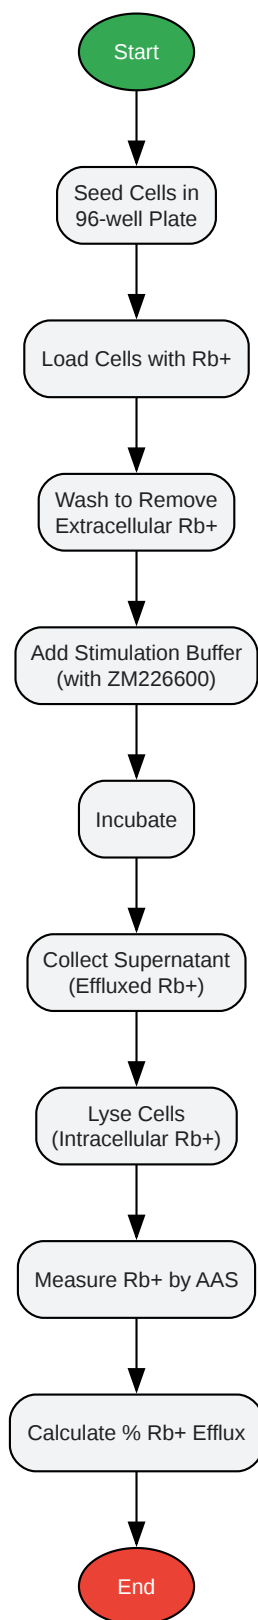 Start
Seed Cells in
96-well Plate
Load Cells with Rb+
Wash to Remove
Extracellular Rb+
Add Stimulation Buffer
(with ZM226600)
Incubate
Collect Supernatant
(Effluxed Rb+)
Lyse Cells
(Intracellular Rb+)
Measure Rb+ by AAS
Calculate % Rb+ Efflux
End